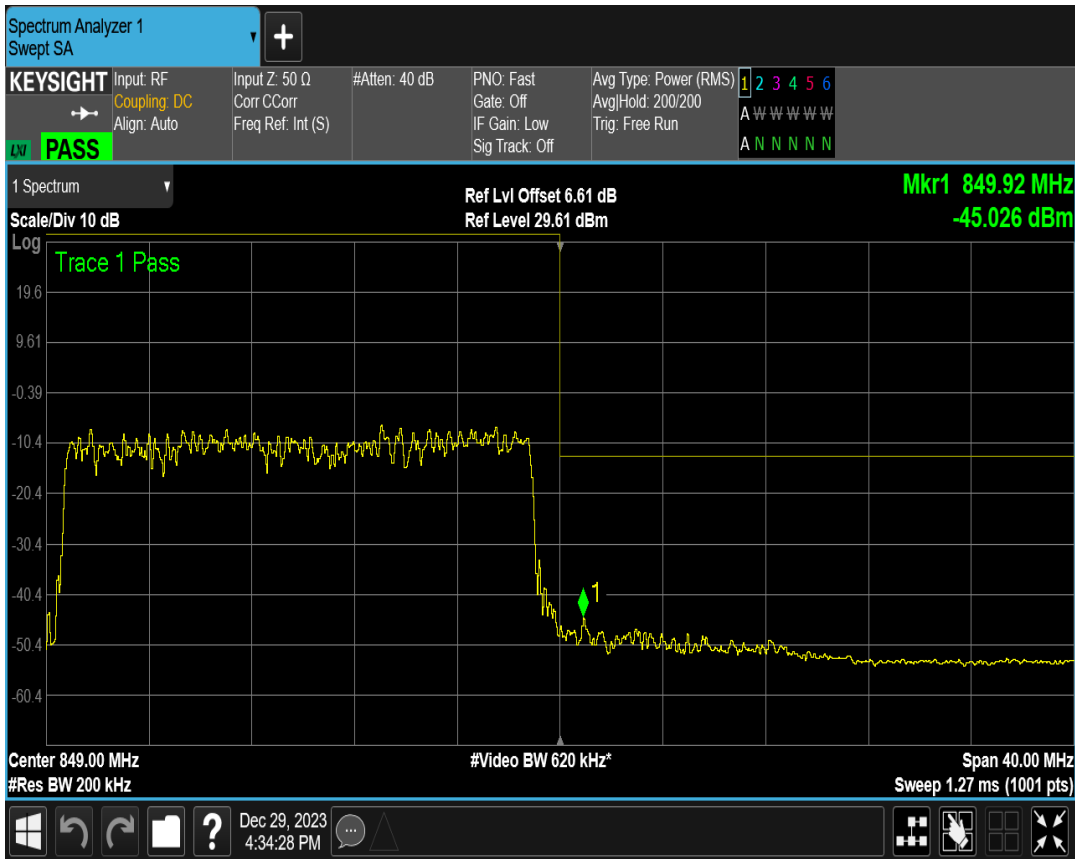 Spectrum Analyzer 1
Swept SA
+
KEYSIGHT
LXI PASS
Input: RF
Coupling: DC
Align: Auto
Input Z: 50 Ω
Corr CCorr
Freq Ref: Int (S)
#Atten: 40 dB
PNO: Fast
Gate: Off
IF Gain: Low
Sig Track: Off
Avg Type: Power (RMS)
Avg|Hold: 200/200
Trig: Free Run
1 2 3 4 5 6
A W W W W W
A N N N N N
1 Spectrum
Scale/Div 10 dB
Ref Lvl Offset 6.61 dB
Ref Level 29.61 dBm
Mkr1 849.92 MHz
-45.026 dBm
Log
Trace 1 Pass
19.6
9.61
-0.39
-10.4
-20.4
-30.4
-40.4
-50.4
-60.4
1
Center 849.00 MHz
#Res BW 200 kHz
#Video BW 620 kHz*
Span 40.00 MHz
Sweep 1.27 ms (1001 pts)
?
Dec 29, 2023
4:34:28 PM